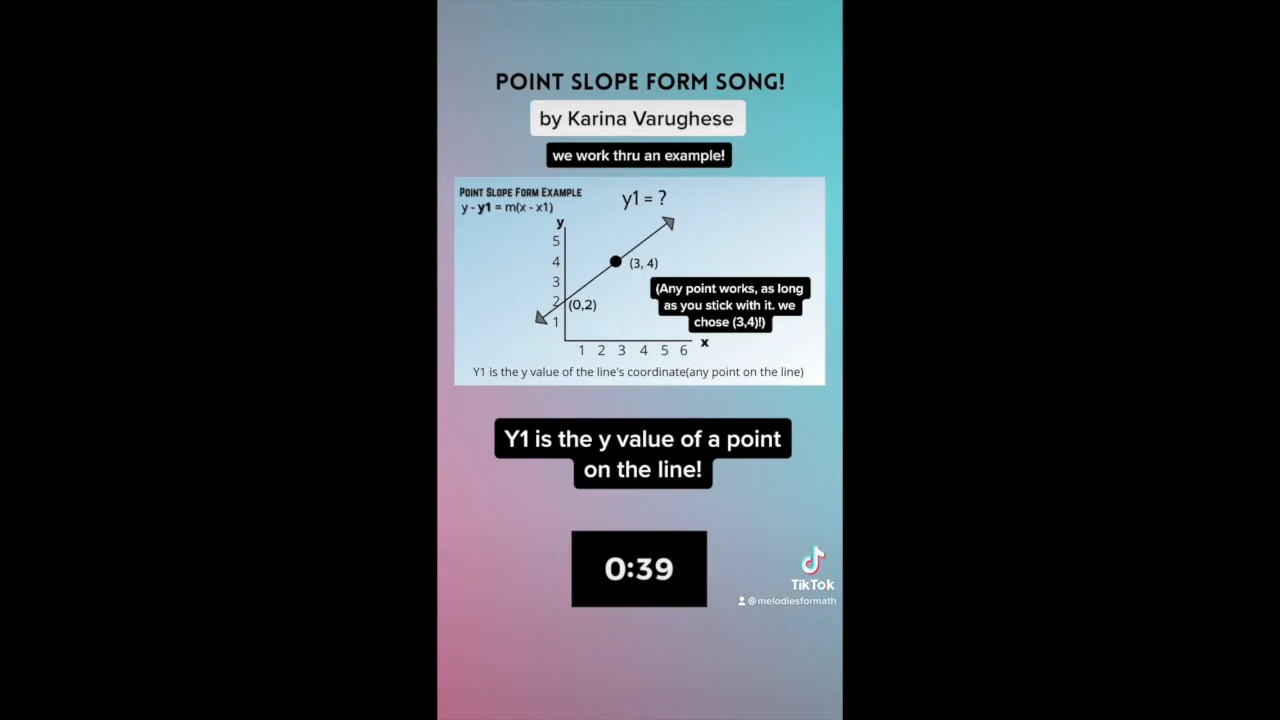 POINT SLOPE FORM SONG!
by Karina Varughese
we work thru an example!
POINT SLOPE FORM EXAMPLE
y - y1 = m(x - x1)
y1 = ?
y
5
4
3
2
1
(3, 4)
(0,2)
(Any point works, as long
as you stick with it. we
chose (3,4)!)
1 2 3 4 5 6 x
Y1 is the y value of the line's coordinate(any point on the line)
Y1 is the y value of a point
on the line!
0:39
TikTok
@melodiesformath